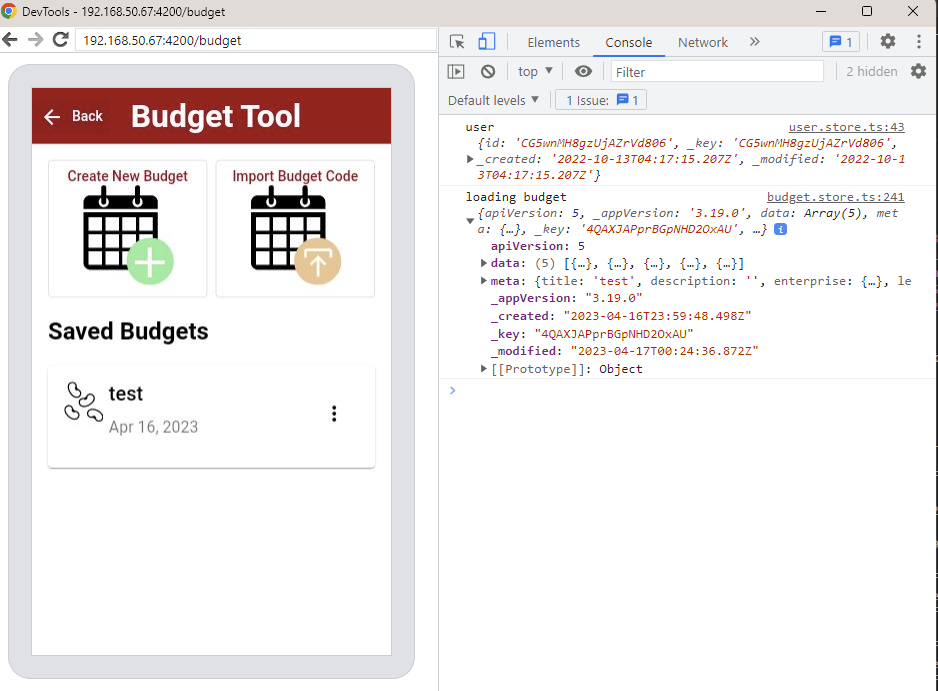 DevTools - 192.168.50.67:4200/budget
192.168.50.67:4200/budget
Back
Budget Tool
Create New Budget
Import Budget Code
Saved Budgets
test
Apr 16, 2023
Elements Console Network 1
top Filter 2 hidden
Default levels 1 Issue: 1
user user.store.ts:43
{id: 'CG5wnMH8gzUjAZrVd806', _key: 'CG5wnMH8gzUjAZrVd806',
_created: '2022-10-13T04:17:15.207Z', _modified: '2022-10-1
3T04:17:15.207Z'}
loading budget budget.store.ts:241
{apiVersion: 5, _appVersion: '3.19.0', data: Array(5), met
a: {…}, _key: '4QAXJAPprBGpNHD2OxAU', …} i
apiVersion: 5
data: (5) [{…}, {…}, {…}, {…}, {…}]
meta: {title: 'test', description: '', enterprise: {…}, le
_appVersion: "3.19.0"
_created: "2023-04-16T23:59:48.498Z"
_key: "4QAXJAPprBGpNHD2OxAU"
_modified: "2023-04-17T00:24:36.872Z"
[[Prototype]]: Object